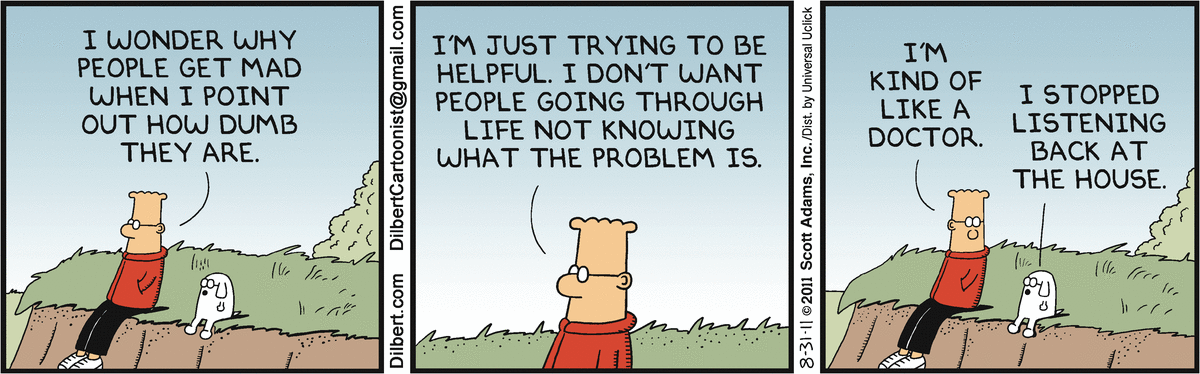 I WONDER WHY
PEOPLE GET MAD
WHEN I POINT
OUT HOW DUMB
THEY ARE.
Dilbert.com DilbertCartoonist@gmail.com
I'M JUST TRYING TO BE
HELPFUL. I DON'T WANT
PEOPLE GOING THROUGH
LIFE NOT KNOWING
WHAT THE PROBLEM IS.
8-31-11 ©2011 Scott Adams, Inc./Dist. by Universal Uclick
I'M
KIND OF
LIKE A
DOCTOR.
I STOPPED
LISTENING
BACK AT
THE HOUSE.